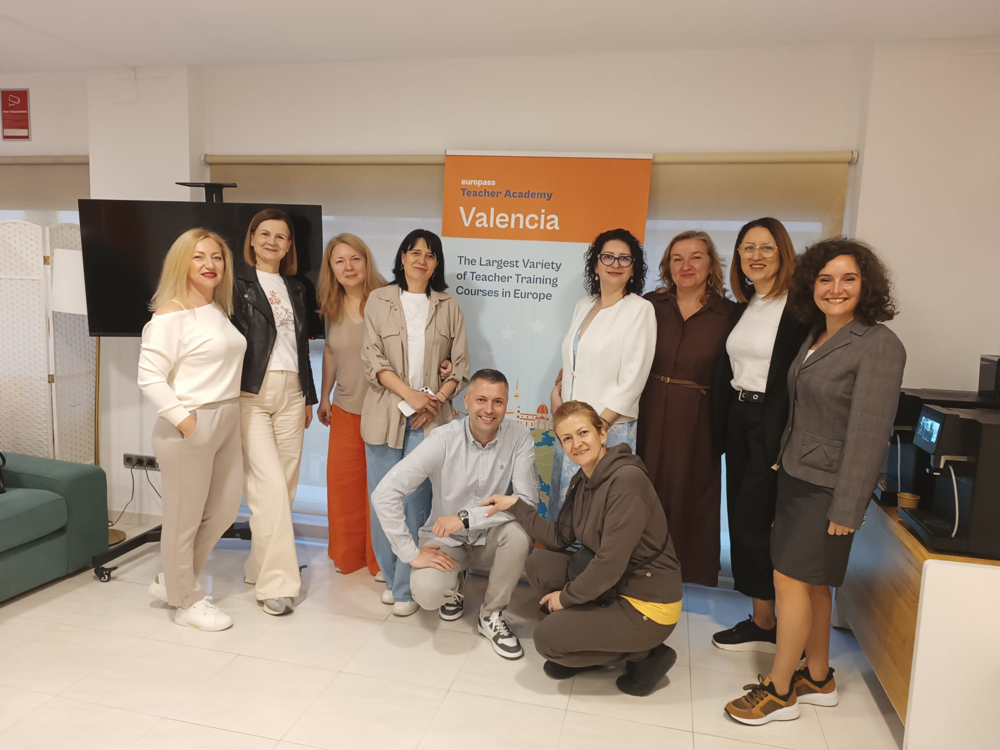 europass
Teacher Academy
Valencia
The Largest Variety
of Teacher Training
Courses in Europe